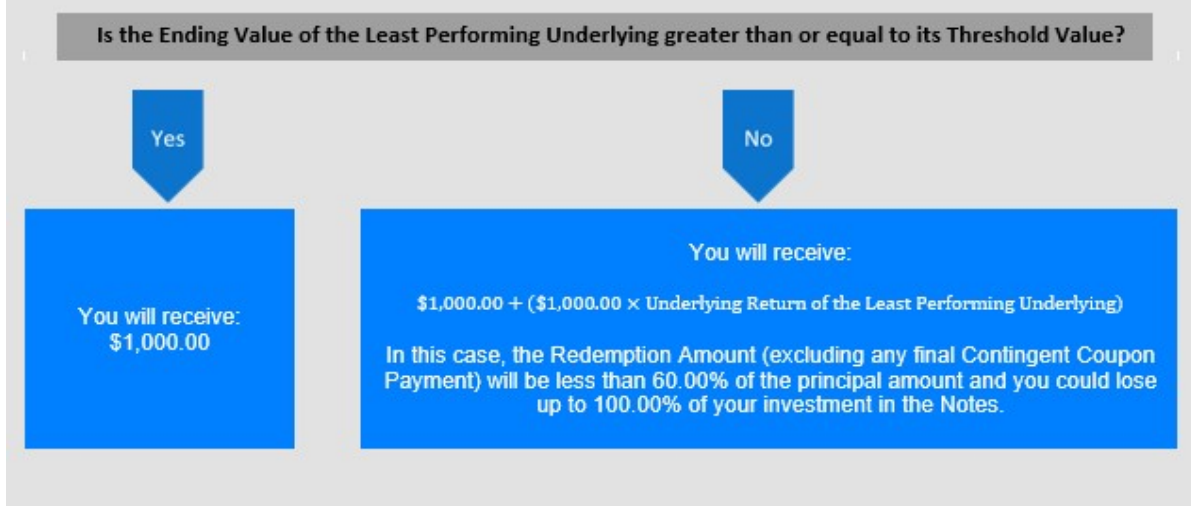 Is the Ending Value of the Least Performing Underlying greater than or equal to its Threshold Value?
Yes
No
You will receive:
$1,000.00
You will receive:
$1,000.00 + ($1,000.00 × Underlying Return of the Least Performing Underlying)
In this case, the Redemption Amount (excluding any final Contingent Coupon
Payment) will be less than 60.00% of the principal amount and you could lose
up to 100.00% of your investment in the Notes.